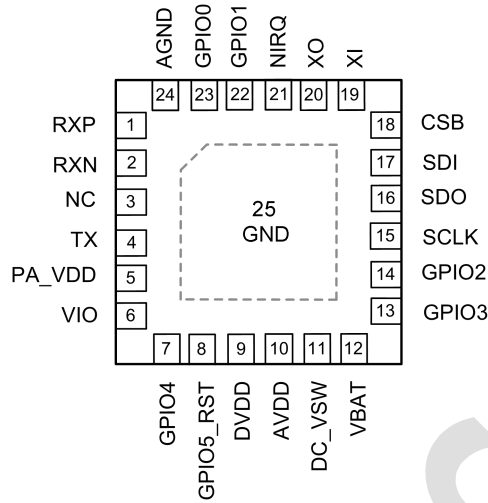 AGND
GPIO0
GPIO1
NIRQ
XO
XI
24
23
22
21
20
19
RXP
1
18
CSB
RXN
2
17
SDI
NC
3
16
SDO
TX
4
15
SCLK
PA_VDD
5
14
GPIO2
VIO
6
13
GPIO3
25
GND
7
8
9
10
11
12
GPIO4
GPIO5_RST
DVDD
AVDD
DC_VSW
VBAT